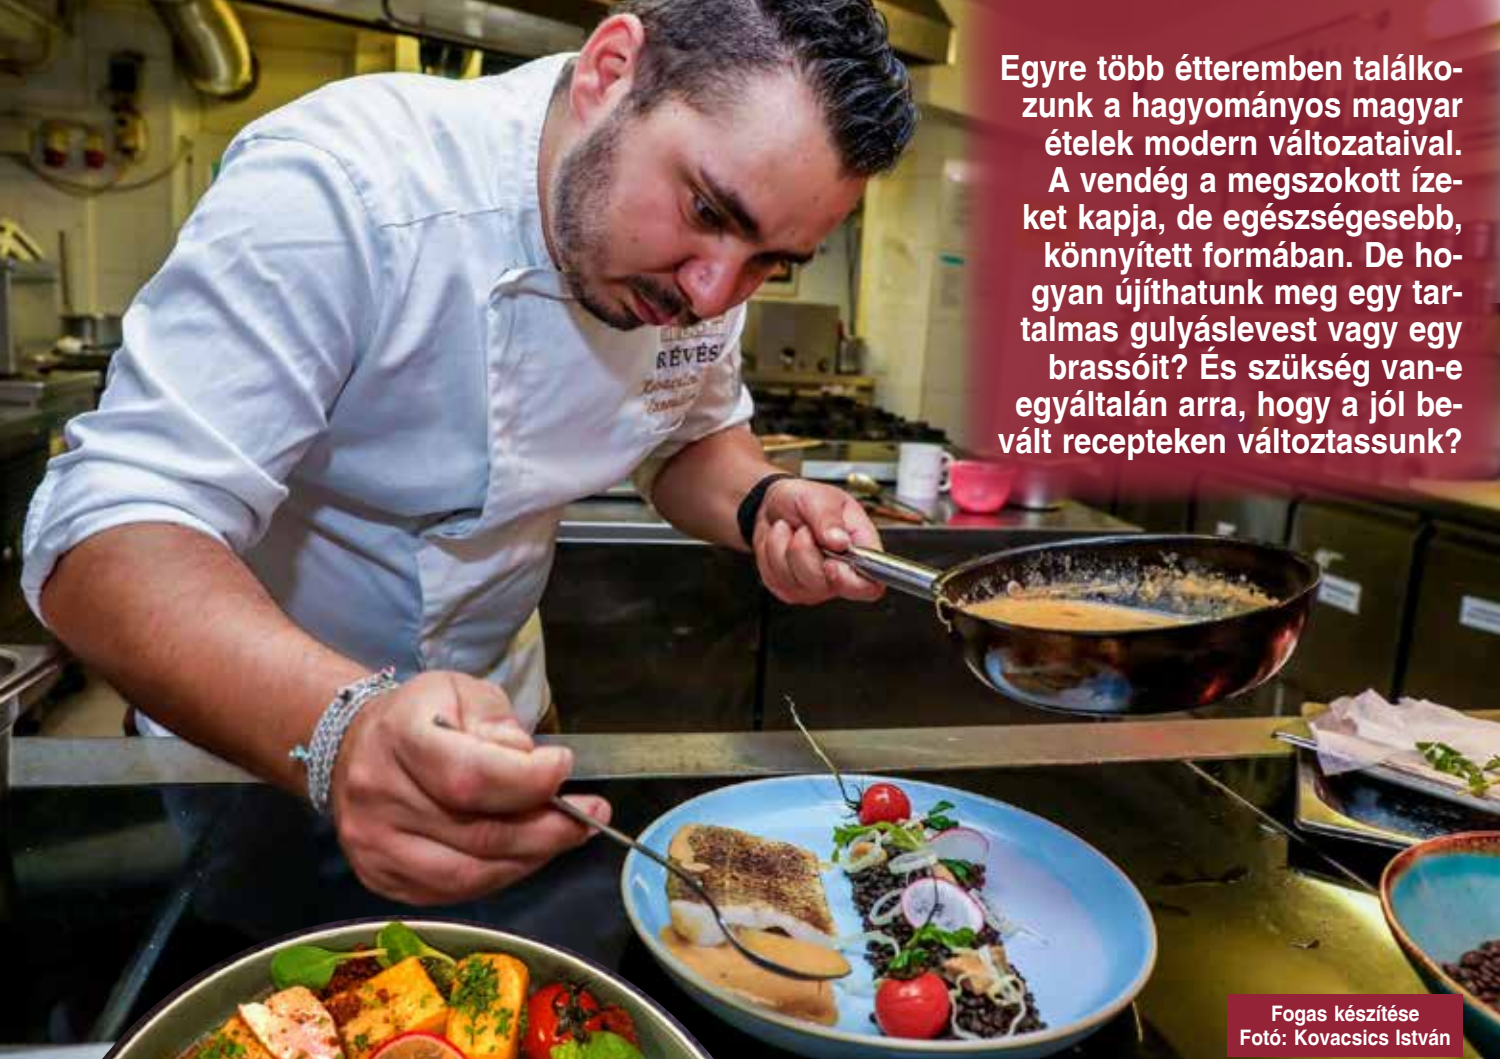 Egyre több étteremben találko-
zunk a hagyományos magyar
ételek modern változataival.
A vendég a megszokott íze-
ket kapja, de egészségesebb,
könnyített formában. De ho-
gyan újíthatunk meg egy tar-
talmas gulyáslevest vagy egy
brassóit? És szükség van-e
egyáltalán arra, hogy a jól be-
vált recepteken változtassunk?
RÉVÉS
Fogas készítése
Fotó: Kovacsics István